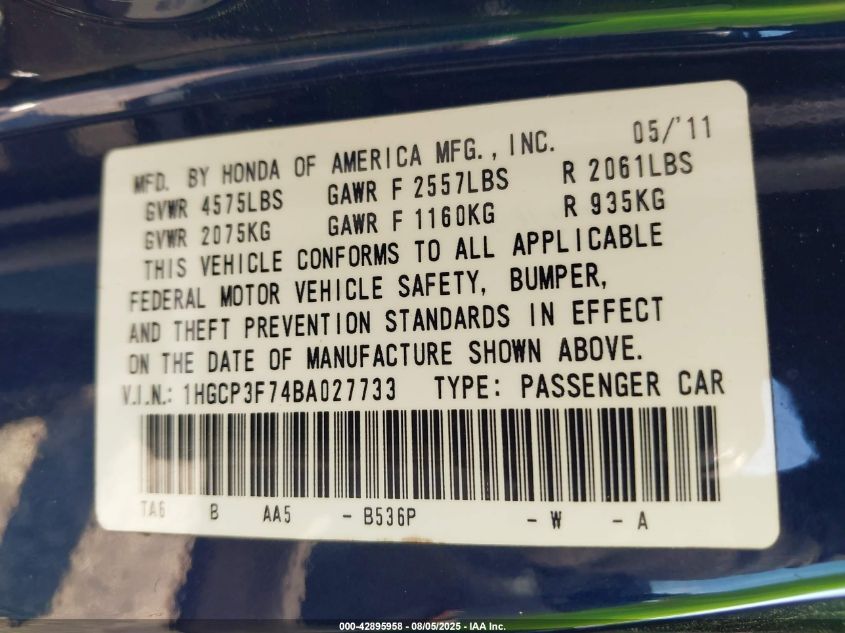 MFD. BY HONDA OF AMERICA MFG., INC. 05/'11
GVWR 4575LBS GAWR F 2557LBS R 2061LBS
GVWR 2075KG GAWR F 1160KG R 935KG
THIS VEHICLE CONFORMS TO ALL APPLICABLE
FEDERAL MOTOR VEHICLE SAFETY, BUMPER,
AND THEFT PREVENTION STANDARDS IN EFFECT
ON THE DATE OF MANUFACTURE SHOWN ABOVE.
V.I.N.: 1HGCP3F74BA027733 TYPE: PASSENGER CAR
TA6 B AA5 - B536P - W - A
000-42895958 - 08/05/2025 - IAA Inc.